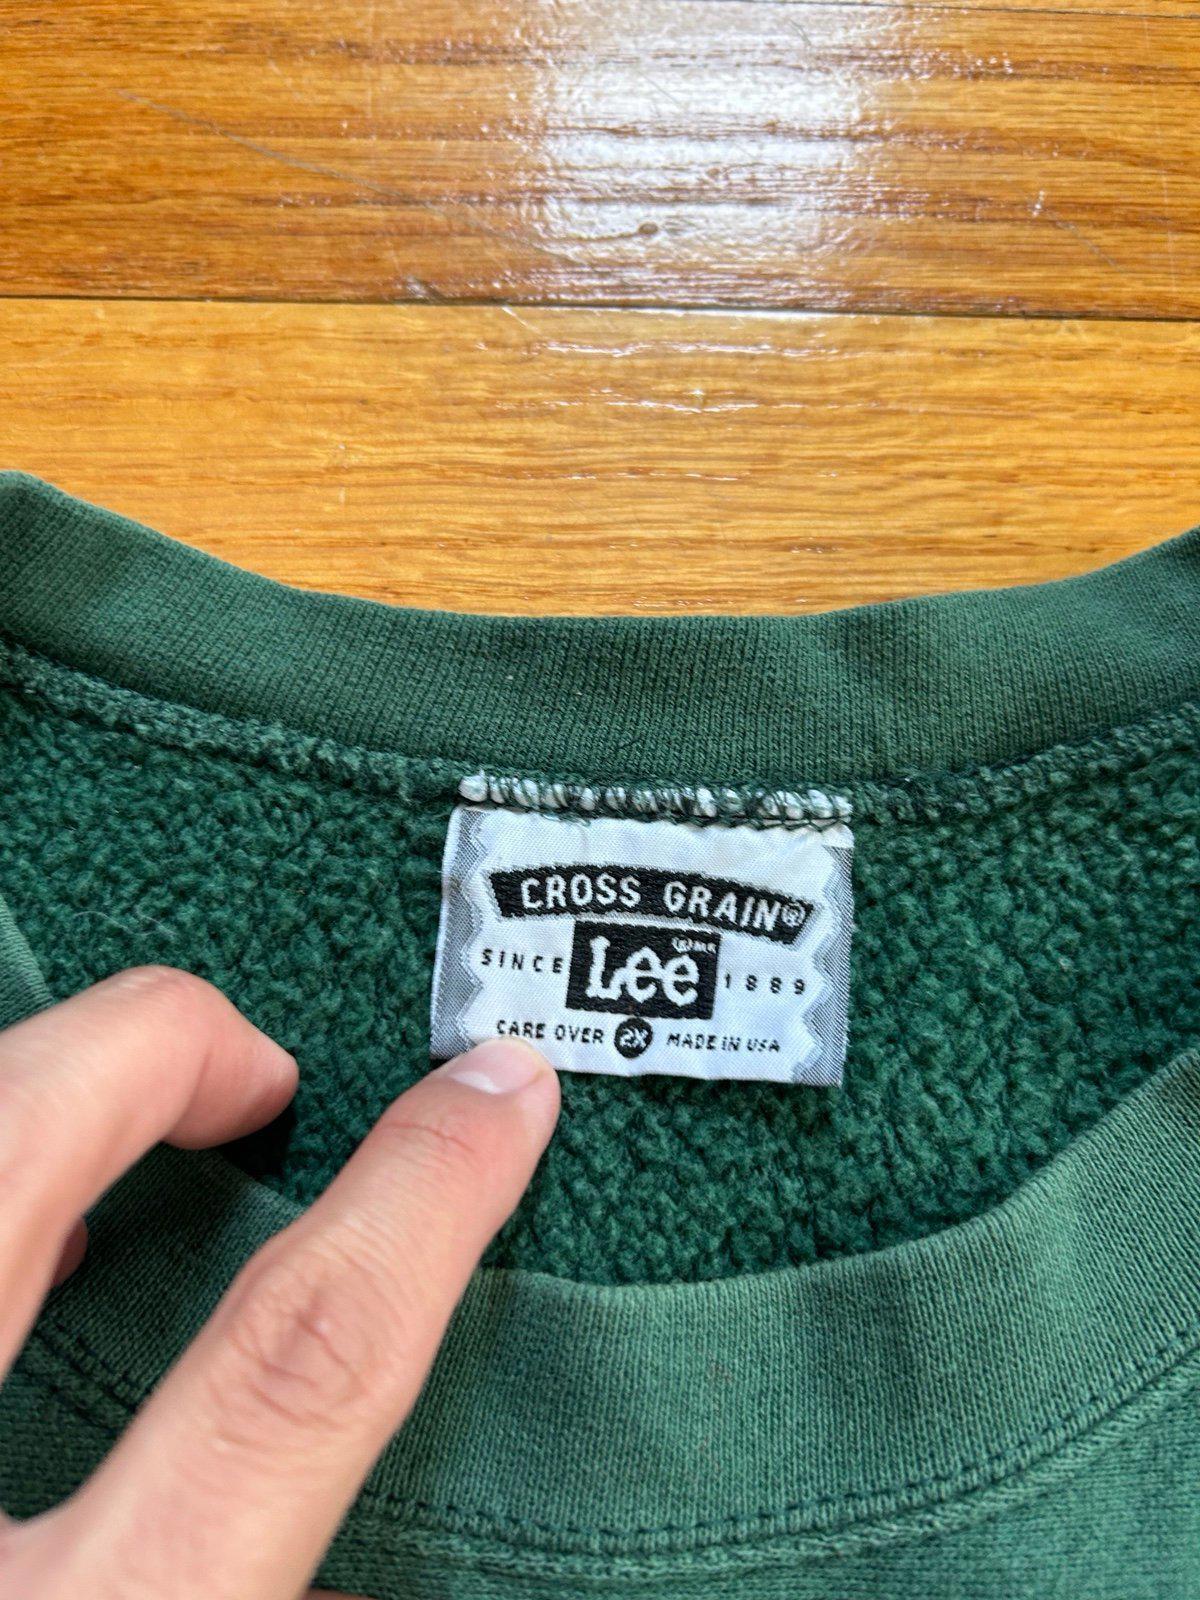 CROSS GRAIN®
SINCE Lee 1889
CARE OVER 2X MADE IN USA